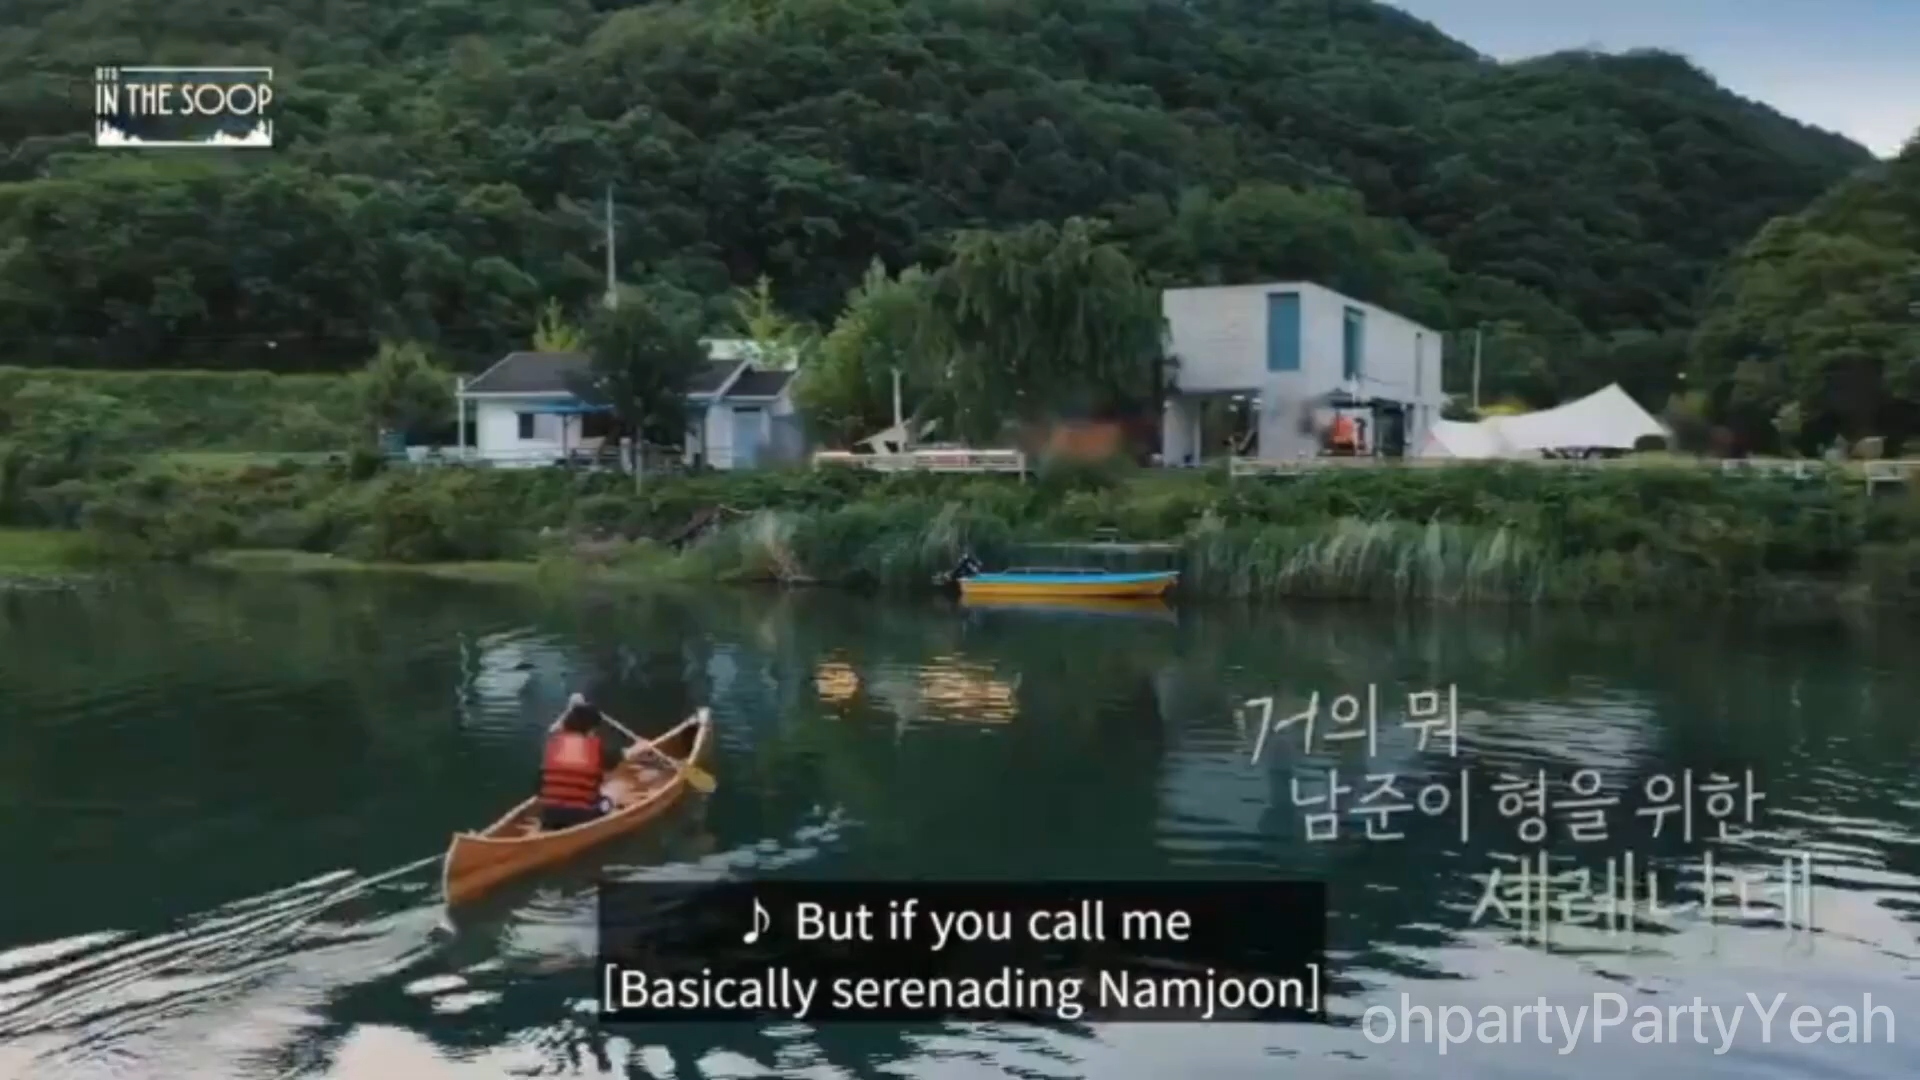 BTS
IN THE SOOP
거의 뭐
남준이 형을 위한
세레나데
♪ But if you call me
[Basically serenading Namjoon]
ohpartyPartyYeah